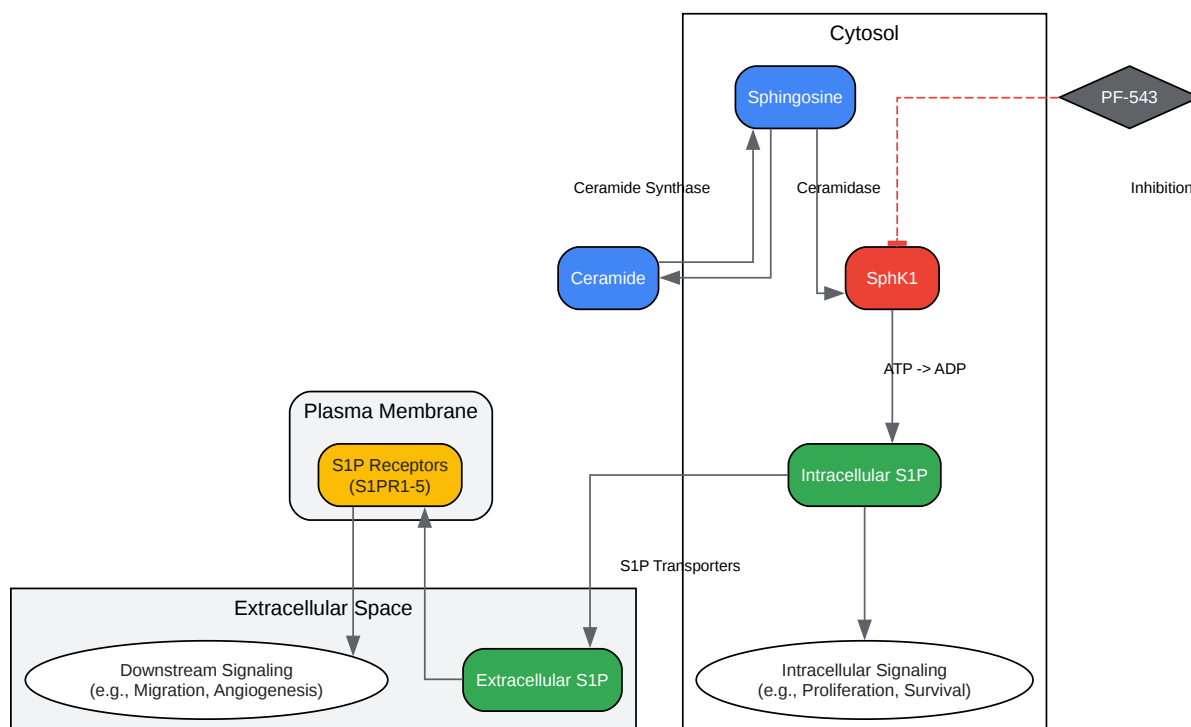 Cytosol
Sphingosine
PF-543
Ceramide Synthase
Ceramidase
Inhibition
Ceramide
SphK1
ATP -> ADP
Plasma Membrane
S1P Receptors
(S1PR1-5)
Intracellular S1P
S1P Transporters
Extracellular Space
Downstream Signaling
(e.g., Migration, Angiogenesis)
Extracellular S1P
Intracellular Signaling
(e.g., Proliferation, Survival)